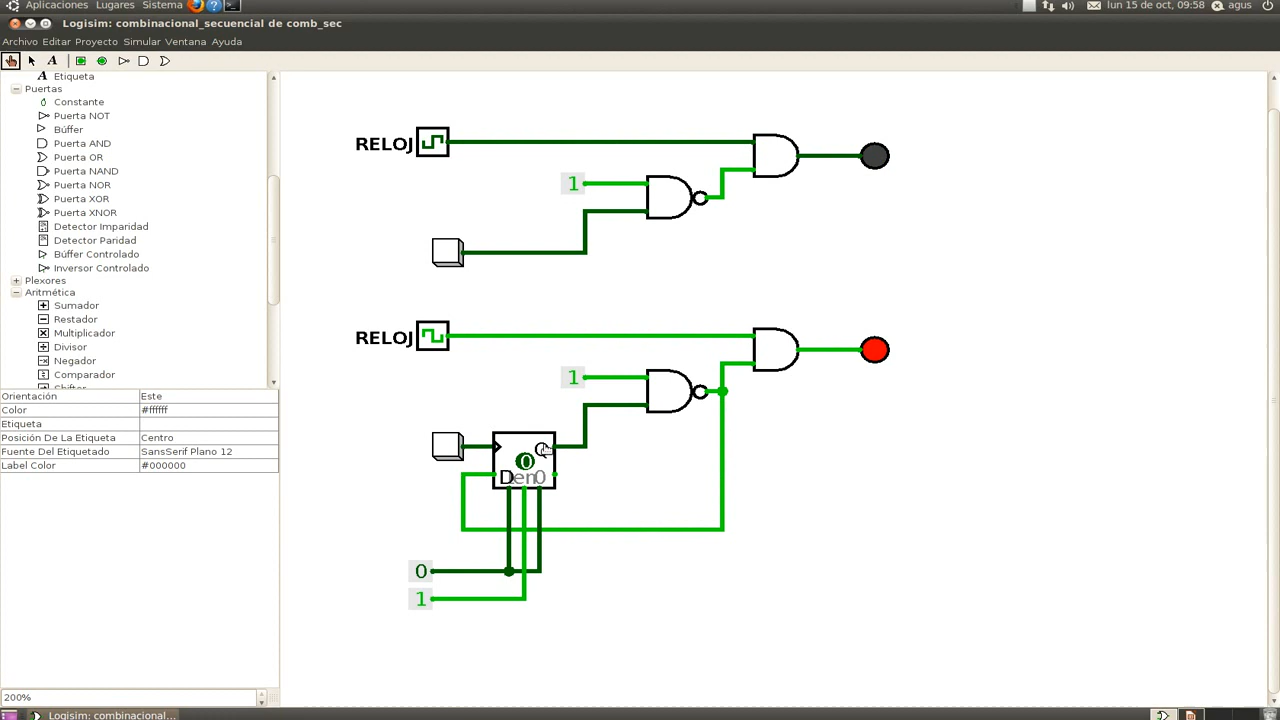 Aplicaciones Lugares Sistema lun 15 de oct, 09:58 agus
Logisim: combinacional_secuencial de comb_sec
Archivo Editar Proyecto Simular Ventana Ayuda
A
A Etiqueta
Puertas
Constante
Puerta NOT
Búffer
Puerta AND
Puerta OR
Puerta NAND
Puerta NOR
Puerta XOR
Puerta XNOR
Detector Imparidad
Detector Paridad
Búffer Controlado
Inversor Controlado
Plexores
Aritmética
Sumador
Restador
Multiplicador
Divisor
Negador
Comparador
Shifter
Orientación Este
Color #ffffff
Etiqueta
Posición De La Etiqueta Centro
Fuente Del Etiquetado SansSerif Plano 12
Label Color #000000
200%
RELOJ
1
RELOJ
1
Q
0
D en 0
0
1
Logisim: combinacional...